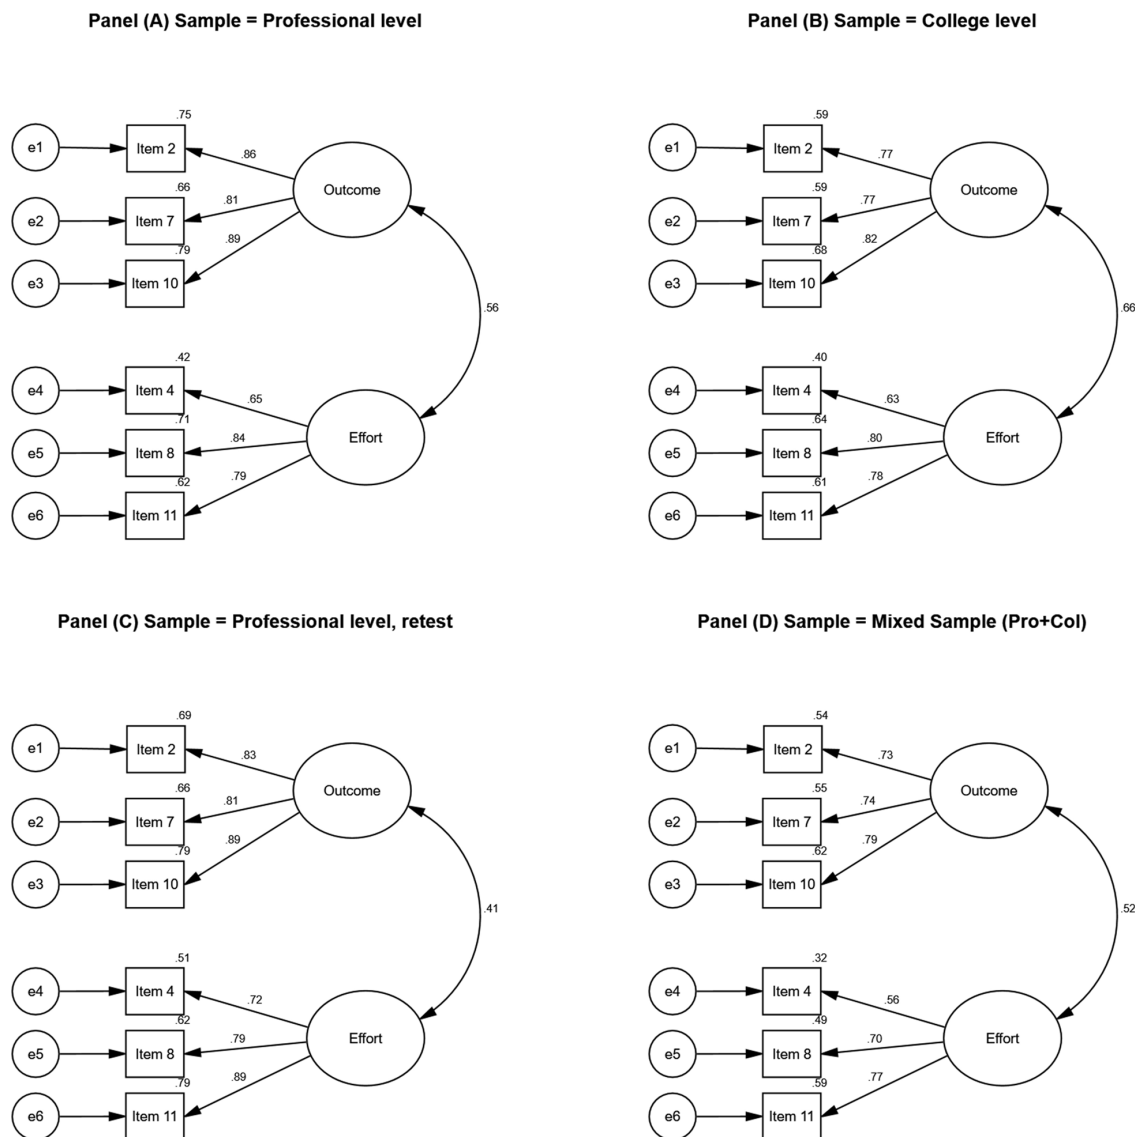 Panel (A) Sample = Professional level
.75
e1
Item 2
.86
Outcome
.66
.81
e2
Item 7
.79
.89
e3
Item 10
.56
.42
e4
Item 4
.65
.71
.84
e5
Item 8
Effort
.62
.79
e6
Item 11
Panel (B) Sample = College level
.59
e1
Item 2
.77
Outcome
.59
.77
e2
Item 7
.68
.82
e3
Item 10
.66
.40
e4
Item 4
.63
.64
.80
e5
Item 8
Effort
.61
.78
e6
Item 11
Panel (C) Sample = Professional level, retest
.69
e1
Item 2
.83
Outcome
.66
.81
e2
Item 7
.79
.89
e3
Item 10
.41
.51
e4
Item 4
.72
.62
.79
e5
Item 8
Effort
.79
.89
e6
Item 11
Panel (D) Sample = Mixed Sample (Pro+Col)
.54
e1
Item 2
.73
Outcome
.55
.74
e2
Item 7
.62
.79
e3
Item 10
.52
.32
e4
Item 4
.56
.49
.70
e5
Item 8
Effort
.59
.77
e6
Item 11